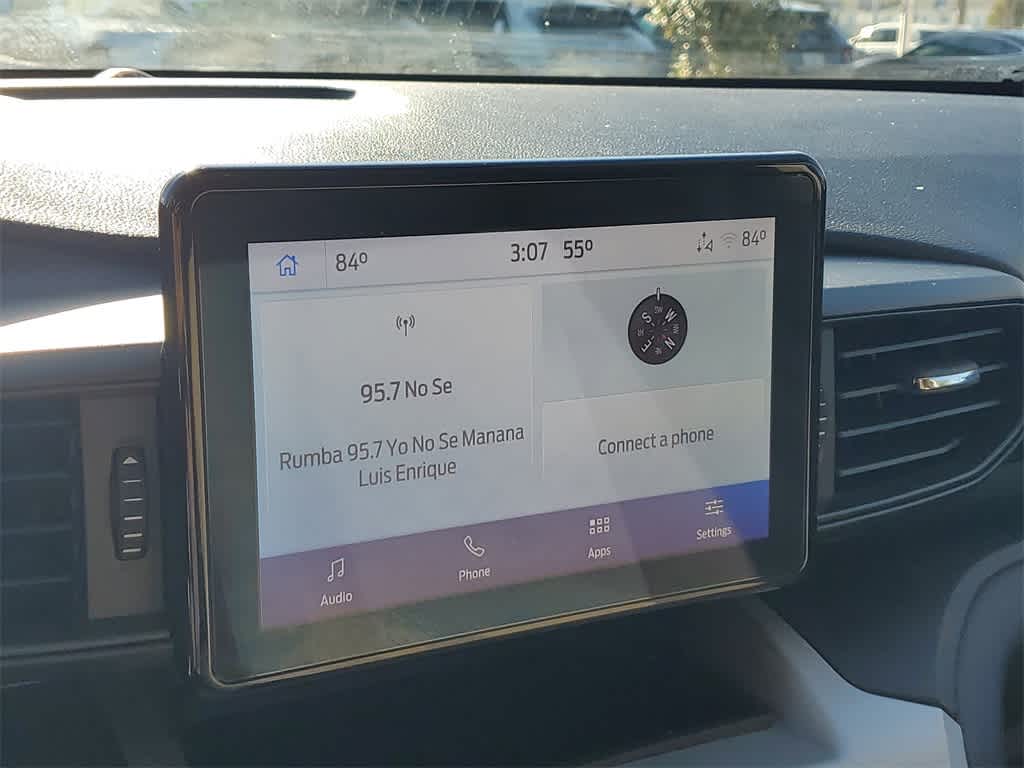 84° 3:07 55° 84°
95.7 No Se
Rumba 95.7 Yo No Se Manana
Luis Enrique
S W N E
Connect a phone
Audio Phone Apps Settings